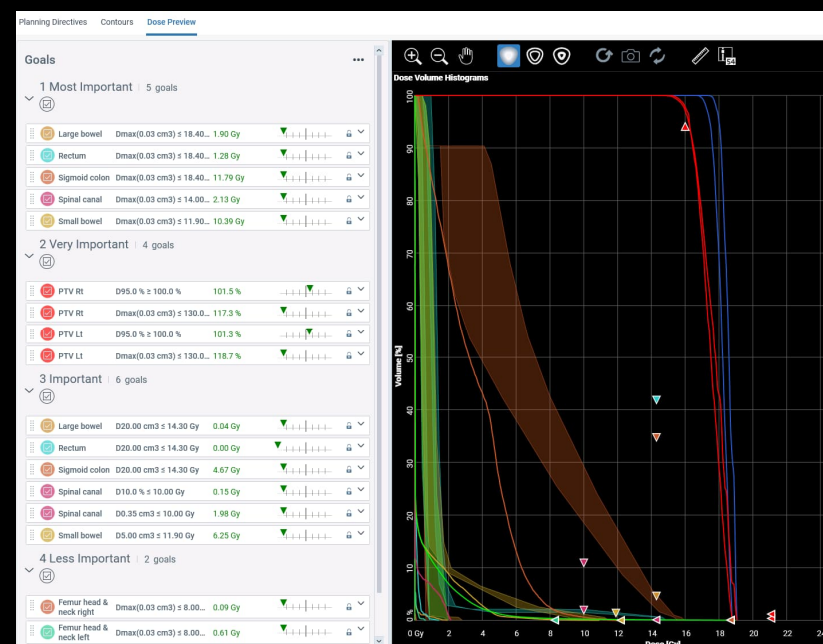 Planning Directives Contours Dose Preview
Goals
1 Most Important 5 goals
Large bowel Dmax(0.03 cm3) ≤ 18.40... 1.90 Gy
Rectum Dmax(0.03 cm3) ≤ 18.40... 1.28 Gy
Sigmoid colon Dmax(0.03 cm3) ≤ 18.40... 11.79 Gy
Spinal canal Dmax(0.03 cm3) ≤ 14.00... 2.13 Gy
Small bowel Dmax(0.03 cm3) ≤ 11.90... 10.39 Gy
2 Very Important 4 goals
PTV Rt D95.0 % ≥ 100.0 % 101.5 %
PTV Rt Dmax(0.03 cm3) ≤ 130.0... 117.3 %
PTV Lt D95.0 % ≥ 100.0 % 101.3 %
PTV Lt Dmax(0.03 cm3) ≤ 130.0... 118.7 %
3 Important 6 goals
Large bowel D20.00 cm3 ≤ 14.30 Gy 0.04 Gy
Rectum D20.00 cm3 ≤ 14.30 Gy 0.00 Gy
Sigmoid colon D20.00 cm3 ≤ 14.30 Gy 4.67 Gy
Spinal canal D10.0 % ≤ 10.00 Gy 0.15 Gy
Spinal canal D0.35 cm3 ≤ 10.00 Gy 1.98 Gy
Small bowel D5.00 cm3 ≤ 11.90 Gy 6.25 Gy
4 Less Important 2 goals
Femur head &
neck right Dmax(0.03 cm3) ≤ 8.00... 0.09 Gy
Femur head &
neck left Dmax(0.03 cm3) ≤ 8.00... 0.61 Gy
54
Dose Volume Histograms
100
90
80
70
60
50
40
30
20
10
%
Volume [%]
0 Gy 2 4 6 8 10 12 14 16 18 20 22 24
Dose [Gy]